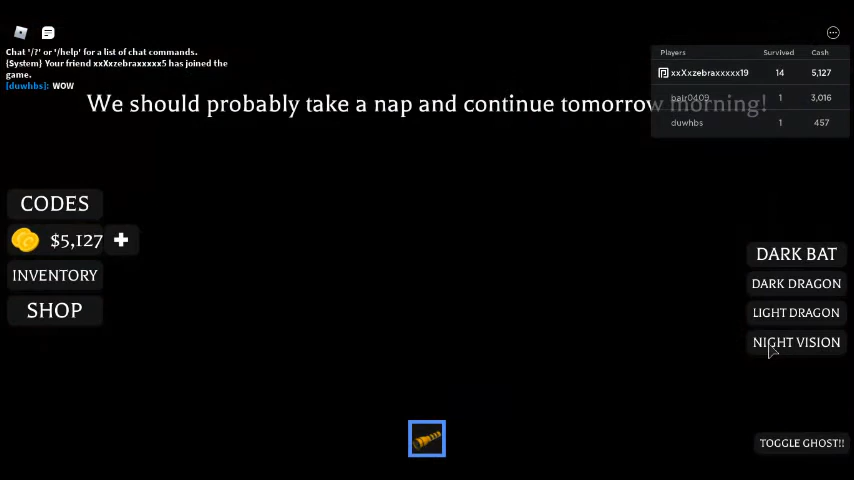 Chat '/?' or '/help' for a list of chat commands.
{System} Your friend xxXxzebraxxxxx5 has joined the
game.
[duwhbs]: WOW
We should probably take a nap and continue tomorrow morning!
Players Survived Cash
xxXxzebraxxxxx19 14 5,127
palr0409 1 3,016
duwhbs 1 457
CODES
$5,127 +
INVENTORY
SHOP
DARK BAT
DARK DRAGON
LIGHT DRAGON
NIGHT VISION
TOGGLE GHOST!!